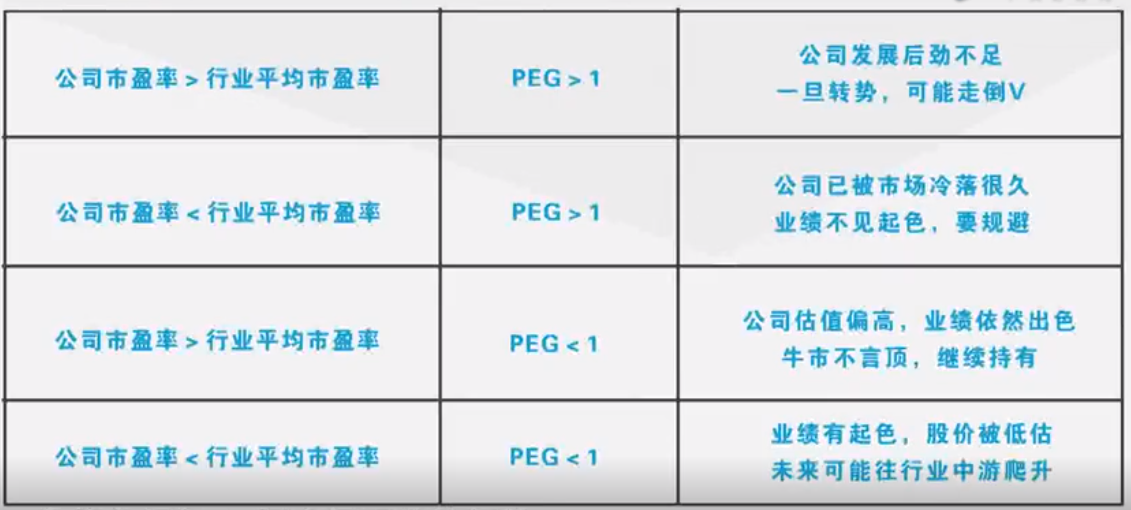 公司市盈率 > 行业平均市盈率
PEG > 1
公司发展后劲不足
一旦转势，可能走倒V
公司市盈率 < 行业平均市盈率
PEG > 1
公司已被市场冷落很久
业绩不见起色，要规避
公司市盈率 > 行业平均市盈率
PEG < 1
公司估值偏高，业绩依然出色
牛市不言顶，继续持有
公司市盈率 < 行业平均市盈率
PEG < 1
业绩有起色，股价被低估
未来可能往行业中游爬升